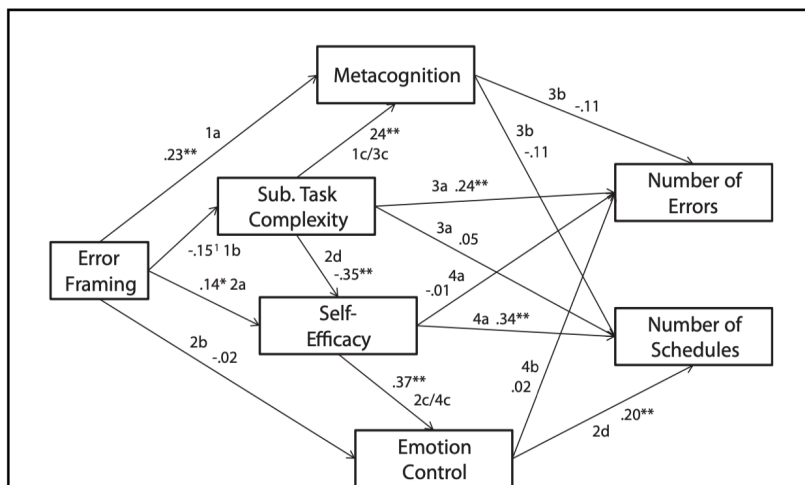 Metacognition
3b
-.11
1a
.23**
24**
1c/3c
3b
-.11
Sub. Task
Complexity
3a .24**
Number of
Errors
3a
.05
-.15¹ 1b
Error
Framing
2d
-.35**
4a
-.01
.14* 2a
Self-
Efficacy
4a .34**
Number of
Schedules
2b
-.02
.37**
2c/4c
4b
.02
.20**
2d
Emotion
Control